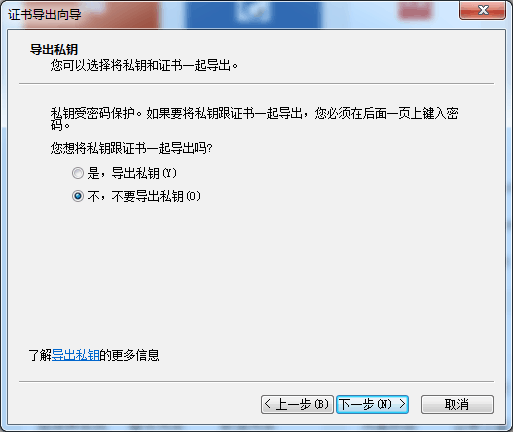 证书导出向导
导出私钥
您可以选择将私钥和证书一起导出。
私钥受密码保护。如果要将私钥跟证书一起导出，您必须在后面一页上键入密
码。
您想将私钥跟证书一起导出吗?
是，导出私钥(Y)
不，不要导出私钥(O)
了解导出私钥的更多信息
< 上一步(B) 下一步(N) > 取消